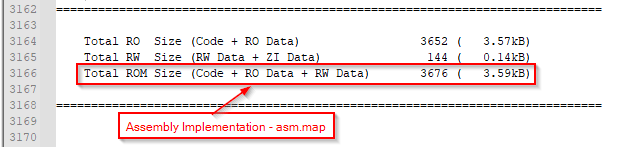 3162 ==============================================================================
3163
3164 Total RO  Size (Code + RO Data)                 3652 (   3.57kB)
3165 Total RW  Size (RW Data + ZI Data)               144 (   0.14kB)
3166 Total ROM Size (Code + RO Data + RW Data)       3676 (   3.59kB)
3167
3168 ==============================================================================
3169
Assembly Implementation - asm.map
3170